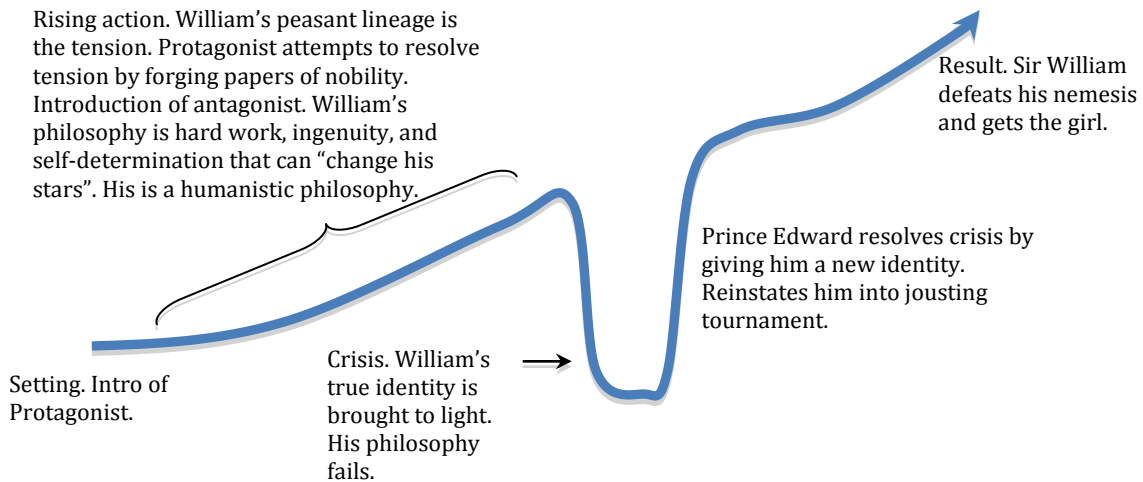 Rising action. William’s peasant lineage is
the tension. Protagonist attempts to resolve
tension by forging papers of nobility.
Introduction of antagonist. William’s
philosophy is hard work, ingenuity, and
self-determination that can “change his
stars”. His is a humanistic philosophy.
Result. Sir William
defeats his nemesis
and gets the girl.
Prince Edward resolves crisis by
giving him a new identity.
Reinstates him into jousting
tournament.
Setting. Intro of
Protagonist.
Crisis. William’s
true identity is
brought to light.
His philosophy
fails.